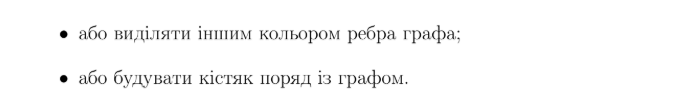 • або виділяти іншим кольором ребра графа;
• або будувати кістяк поряд із графом.